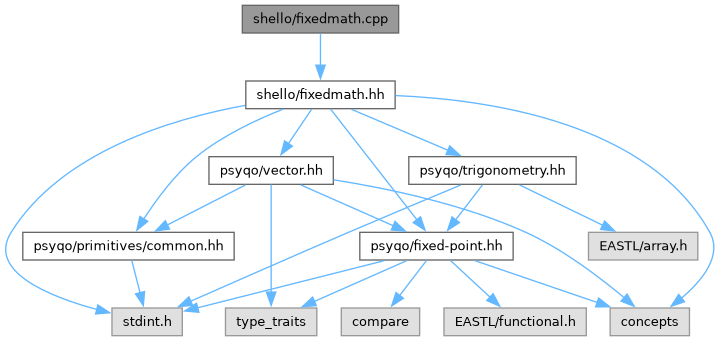 shello/fixedmath.cpp
shello/fixedmath.hh
psyqo/vector.hh
psyqo/trigonometry.hh
psyqo/primitives/common.hh
psyqo/fixed-point.hh
EASTL/array.h
stdint.h
type_traits
compare
EASTL/functional.h
concepts